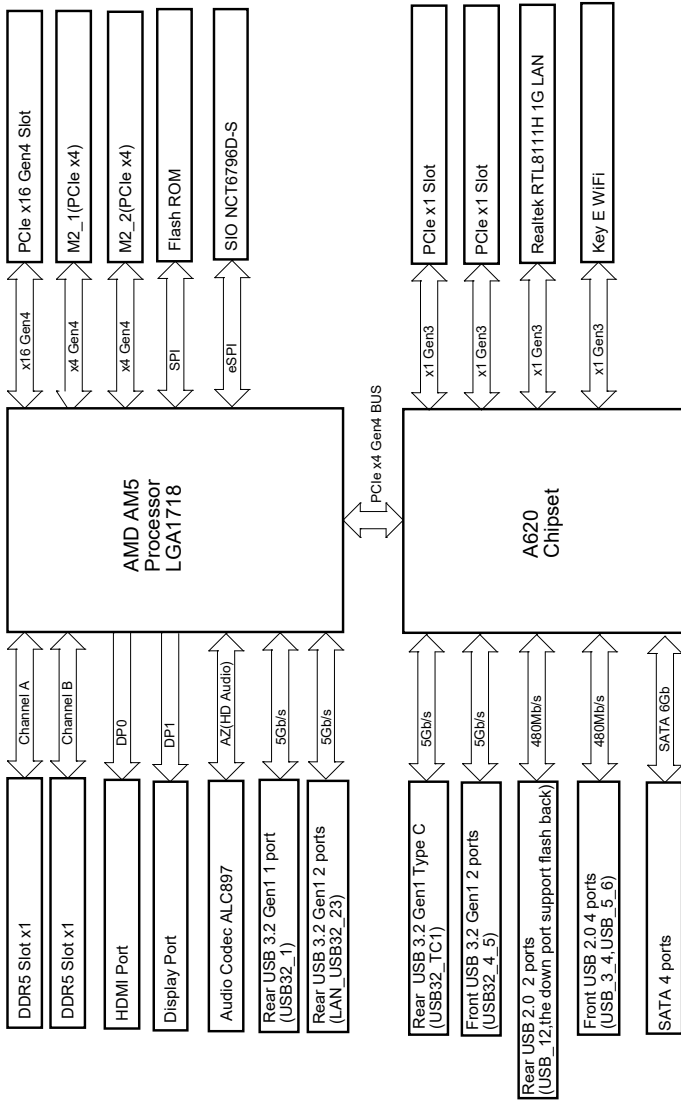 DDR5 Slot x1
Channel A
DDR5 Slot x1
Channel B
HDMI Port
DP0
Display Port
DP1
Audio Codec ALC897
AZ(HD Audio)
Rear USB 3.2 Gen1 1 port
(USB32_1)
5Gb/s
Rear USB 3.2 Gen1 2 ports
(LAN_USB32_23)
5Gb/s
AMD AM5
Processor
LGA1718
x16 Gen4
PCIe x16 Gen4 Slot
x4 Gen4
M2_1(PCIe x4)
x4 Gen4
M2_2(PCIe x4)
SPI
Flash ROM
eSPI
SIO NCT6796D-S
PCIe x4 Gen4 BUS
Rear USB 3.2 Gen1 Type C
(USB32_TC1)
5Gb/s
Front USB 3.2 Gen1 2 ports
(USB32_4_5)
5Gb/s
Rear USB 2.0 2 ports
(USB_12,the down port support flash back)
480Mb/s
Front USB 2.0 4 ports
(USB_3_4,USB_5_6)
480Mb/s
SATA 4 ports
SATA 6Gb
A620
Chipset
x1 Gen3
PCIe x1 Slot
x1 Gen3
PCIe x1 Slot
x1 Gen3
Realtek RTL8111H 1G LAN
x1 Gen3
Key E WiFi